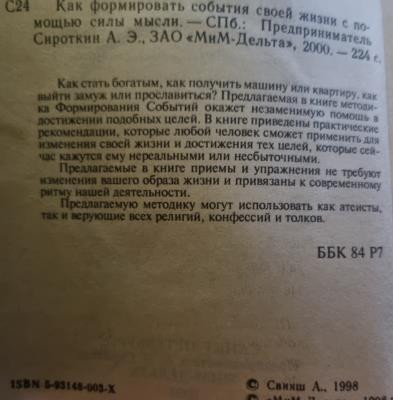 С24 Как формировать события своей жизни с по-
мощью силы мысли. — СПб.: Предприниматель
Сироткин А. Э., ЗАО «МиМ-Дельта», 2000. — 224 с.
Как стать богатым, как получить машину или квартиру, как
выйти замуж или прославиться? Предлагаемая в книге методи-
ка Формирования Событий окажет незаменимую помощь в
достижении подобных целей. В книге приведены практические
рекомендации, которые любой человек сможет применить для
изменения своей жизни и достижения тех целей, которые сей-
час кажутся ему нереальными или несбыточными.
Предлагаемые в книге приемы и упражнения не требуют
изменения вашего образа жизни и привязаны к современному
ритму нашей деятельности.
Предлагаемую методику могут использовать как атеисты,
так и верующие всех религий, конфессий и толков.
ББК 84 Р7
ISBN 5-93148-003-X
© Свияш А., 1998
© «МиМ-Дельта», 1998